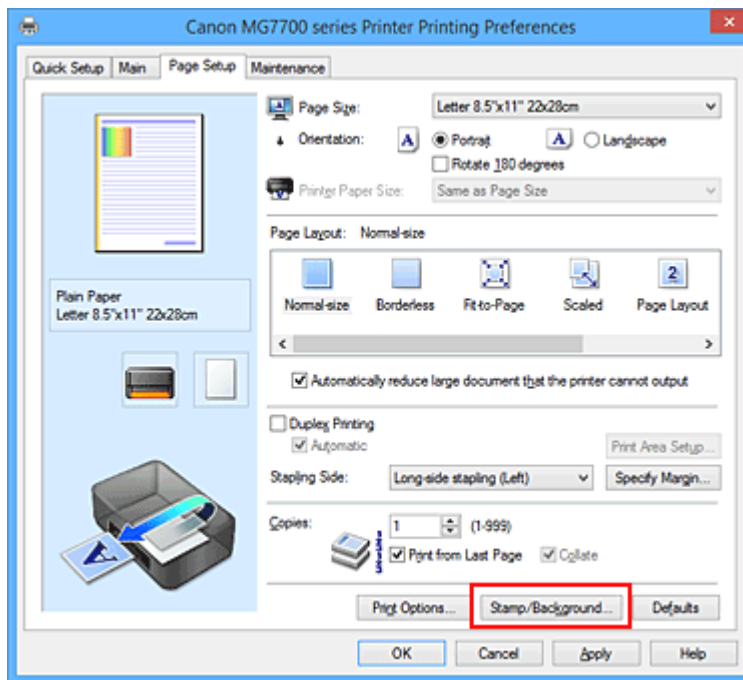 Canon MG7700 series Printer Printing Preferences
Quick Setup Main Page Setup Maintenance
Page Size: Letter 8.5"x11" 22x28cm
Orientation: A Portrait A Landscape
Rotate 180 degrees
Printer Paper Size: Same as Page Size
Page Layout: Normal-size
2
Normal-size Borderless Fit-to-Page Scaled Page Layout
Plain Paper
Letter 8.5"x11" 22x28cm
Automatically reduce large document that the printer cannot output
Duplex Printing
Automatic Print Area Setup...
Stapling Side: Long-side stapling (Left) Specify Margin...
Copies: 1 (1-999)
Print from Last Page Collate
A
Print Options... Stamp/Background... Defaults
OK Cancel Apply Help